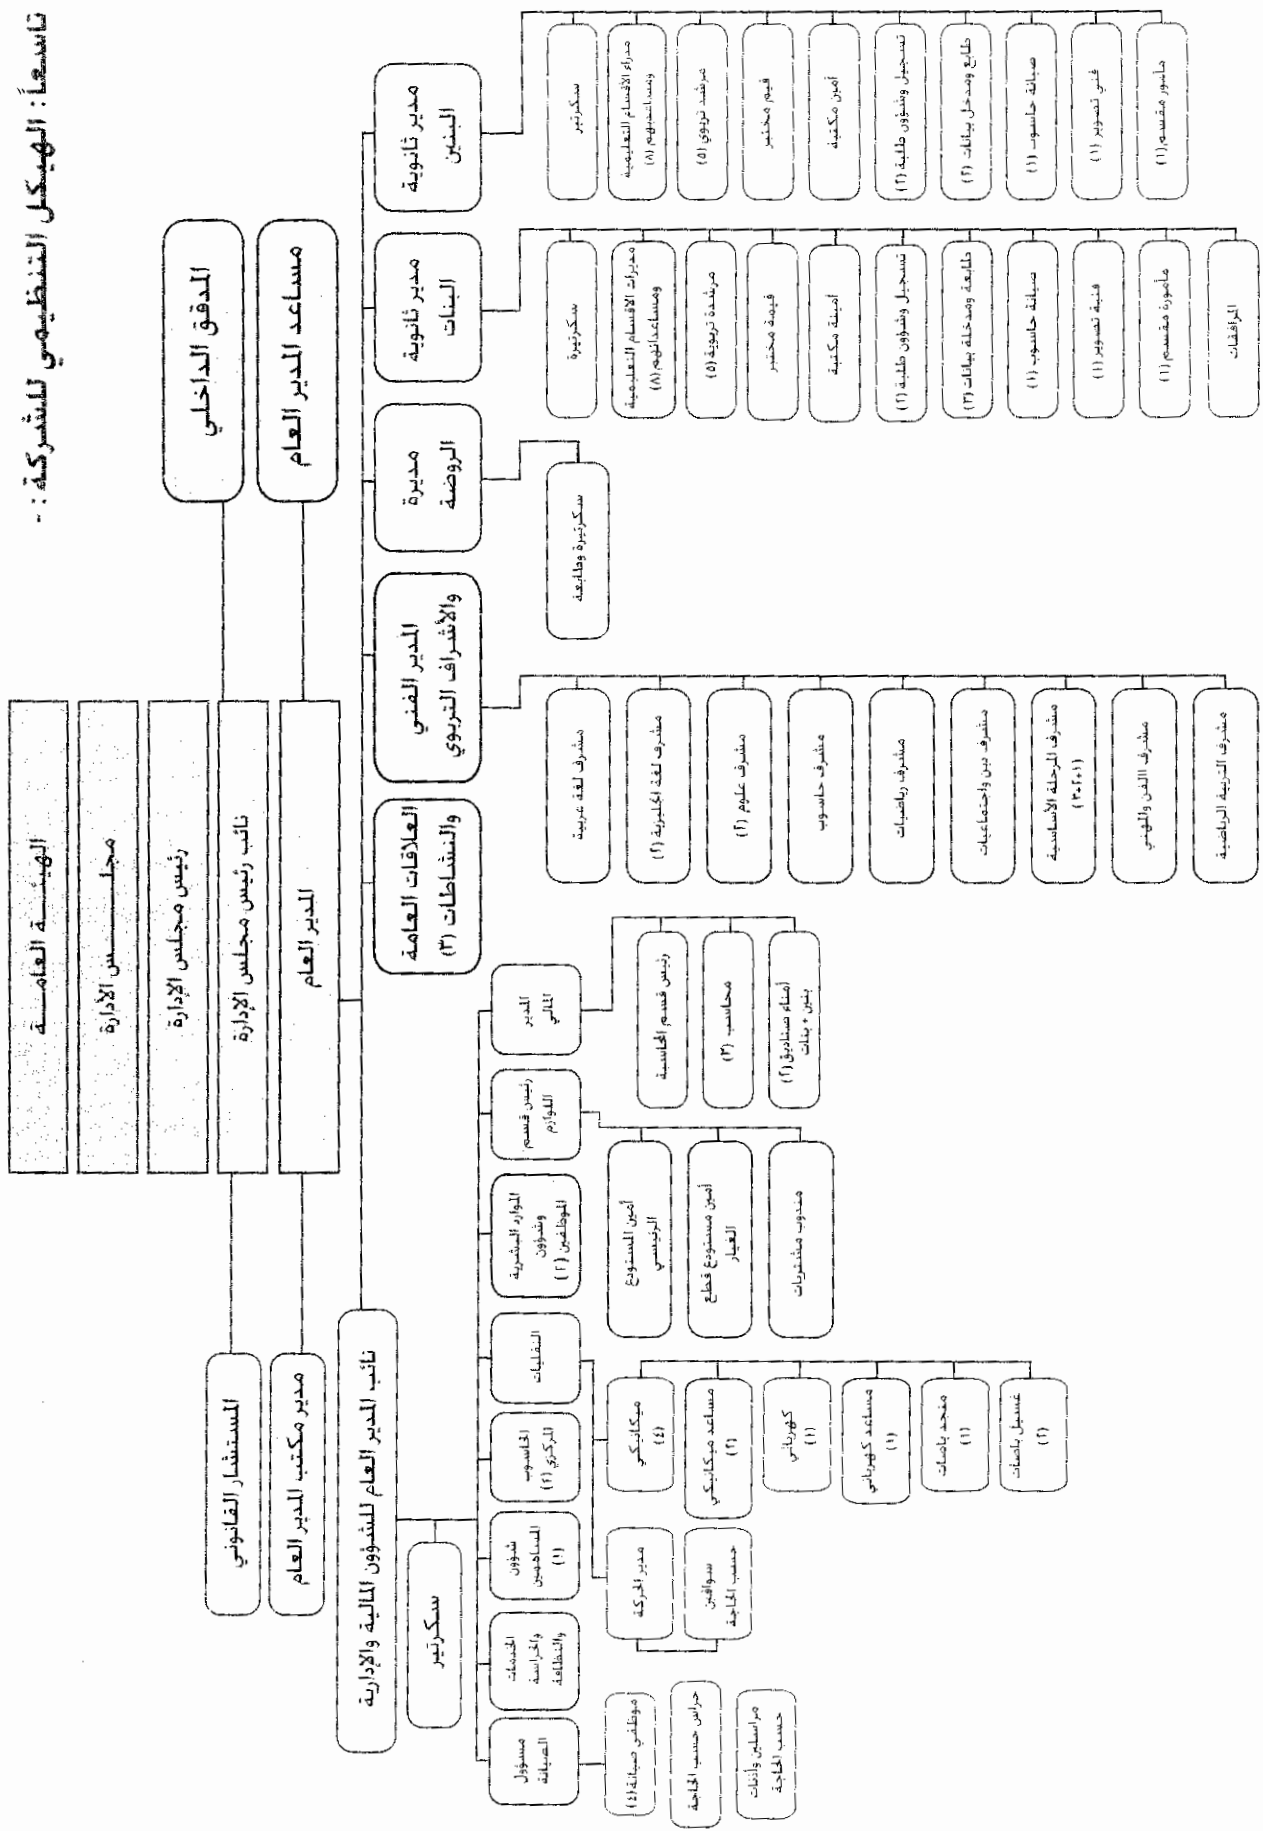 تاسعاً : الهيكل التنظيمي للشركة : -
الهيئة العامة
مجلس الأدارة
رئيس مجلس الإدارة
نائب رئيس مجلس الإدارة
المدير العام
المدقق الداخلي
مساعد المدير العام
المستشار القانوني
مدير مكتب المدير العام
مدير ثانوية
البنين
مدير ثانوية
البنات
مديرة
الروضة
المدير الفني
والأشراف التربوي
العلاقات العامة
والنشاطات (٣)
نائب المدير العام للشؤون المالية والإدارية
سكرتير
سكرتير
مدراء الأقسام التعليمية
ومساعديهم (٨)
مرشد تربوي (٥)
قيم مختبر
أمين مكتبة
تسجيل وشؤون طلبة (٢)
طابع ومدخل بيانات (٢)
صيانة حاسوب (١)
فني تصوير (١)
مأمور مقسم (١)
سكرتيرة
مديرات الاقسام التعليمية
ومساعداتهم (٨)
مرشدة تربوية (٥)
قيمة مختبر
أمينة مكتبة
تسجيل وشؤون طلبة (٢)
طابعة ومدخلة بيانات (٣)
صيانة حاسوب (١)
فنية تصوير (١)
مأمورة مقسم (١)
المرافقات
سكرتيرة وطابعة
مشرف لغة عربية
مشرف لغة انجليزية (٢)
مشرف علوم (٢)
مشرف حاسوب
مشرف رياضيات
مشرف دين واجتماعيات
مشرف المرحلة الأساسية
(١+٢+٣)
مشرف الفني والمهني
مشرف التربية الرياضية
المدير
المالي
رئيس قسم
اللوازم
الموارد البشرية
وشؤون
الموظفين (٢)
النقليات
الحاسوب
المركزي (٢)
شؤون
المساهمين
(١)
الخدمات
والحراسة
والنظافة
مسؤول
الصيانة
رئيس قسم المحاسبة
محاسب (٣)
أمناء صناديق (٢)
بنين + بنات
أمين المستودع
الرئيسي
أمين مستودع قطع
الغيار
مندوب مشتريات
ميكانيكي
(٤)
مساعد ميكانيكي
(٢)
كهربائي
(١)
مساعد كهربائي
(١)
منجد باصات
(١)
غسيل باصات
(٢)
مدير الحركة
سواقين
حسب الحاجة
موظفي صيانة (٤)
حراس حسب الحاجة
مراسلين وأذنات
حسب الحاجة